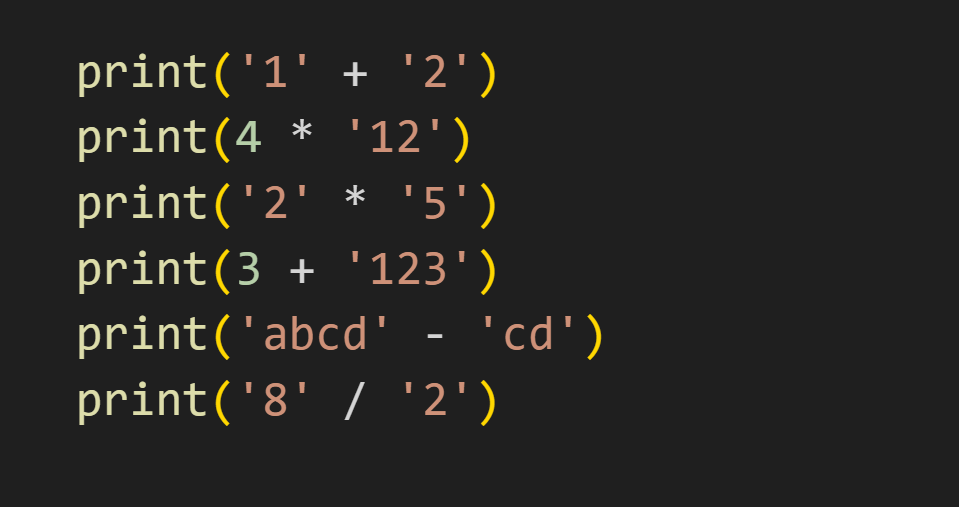 print('1' + '2')
print(4 * '12')
print('2' * '5')
print(3 + '123')
print('abcd' - 'cd')
print('8' / '2')